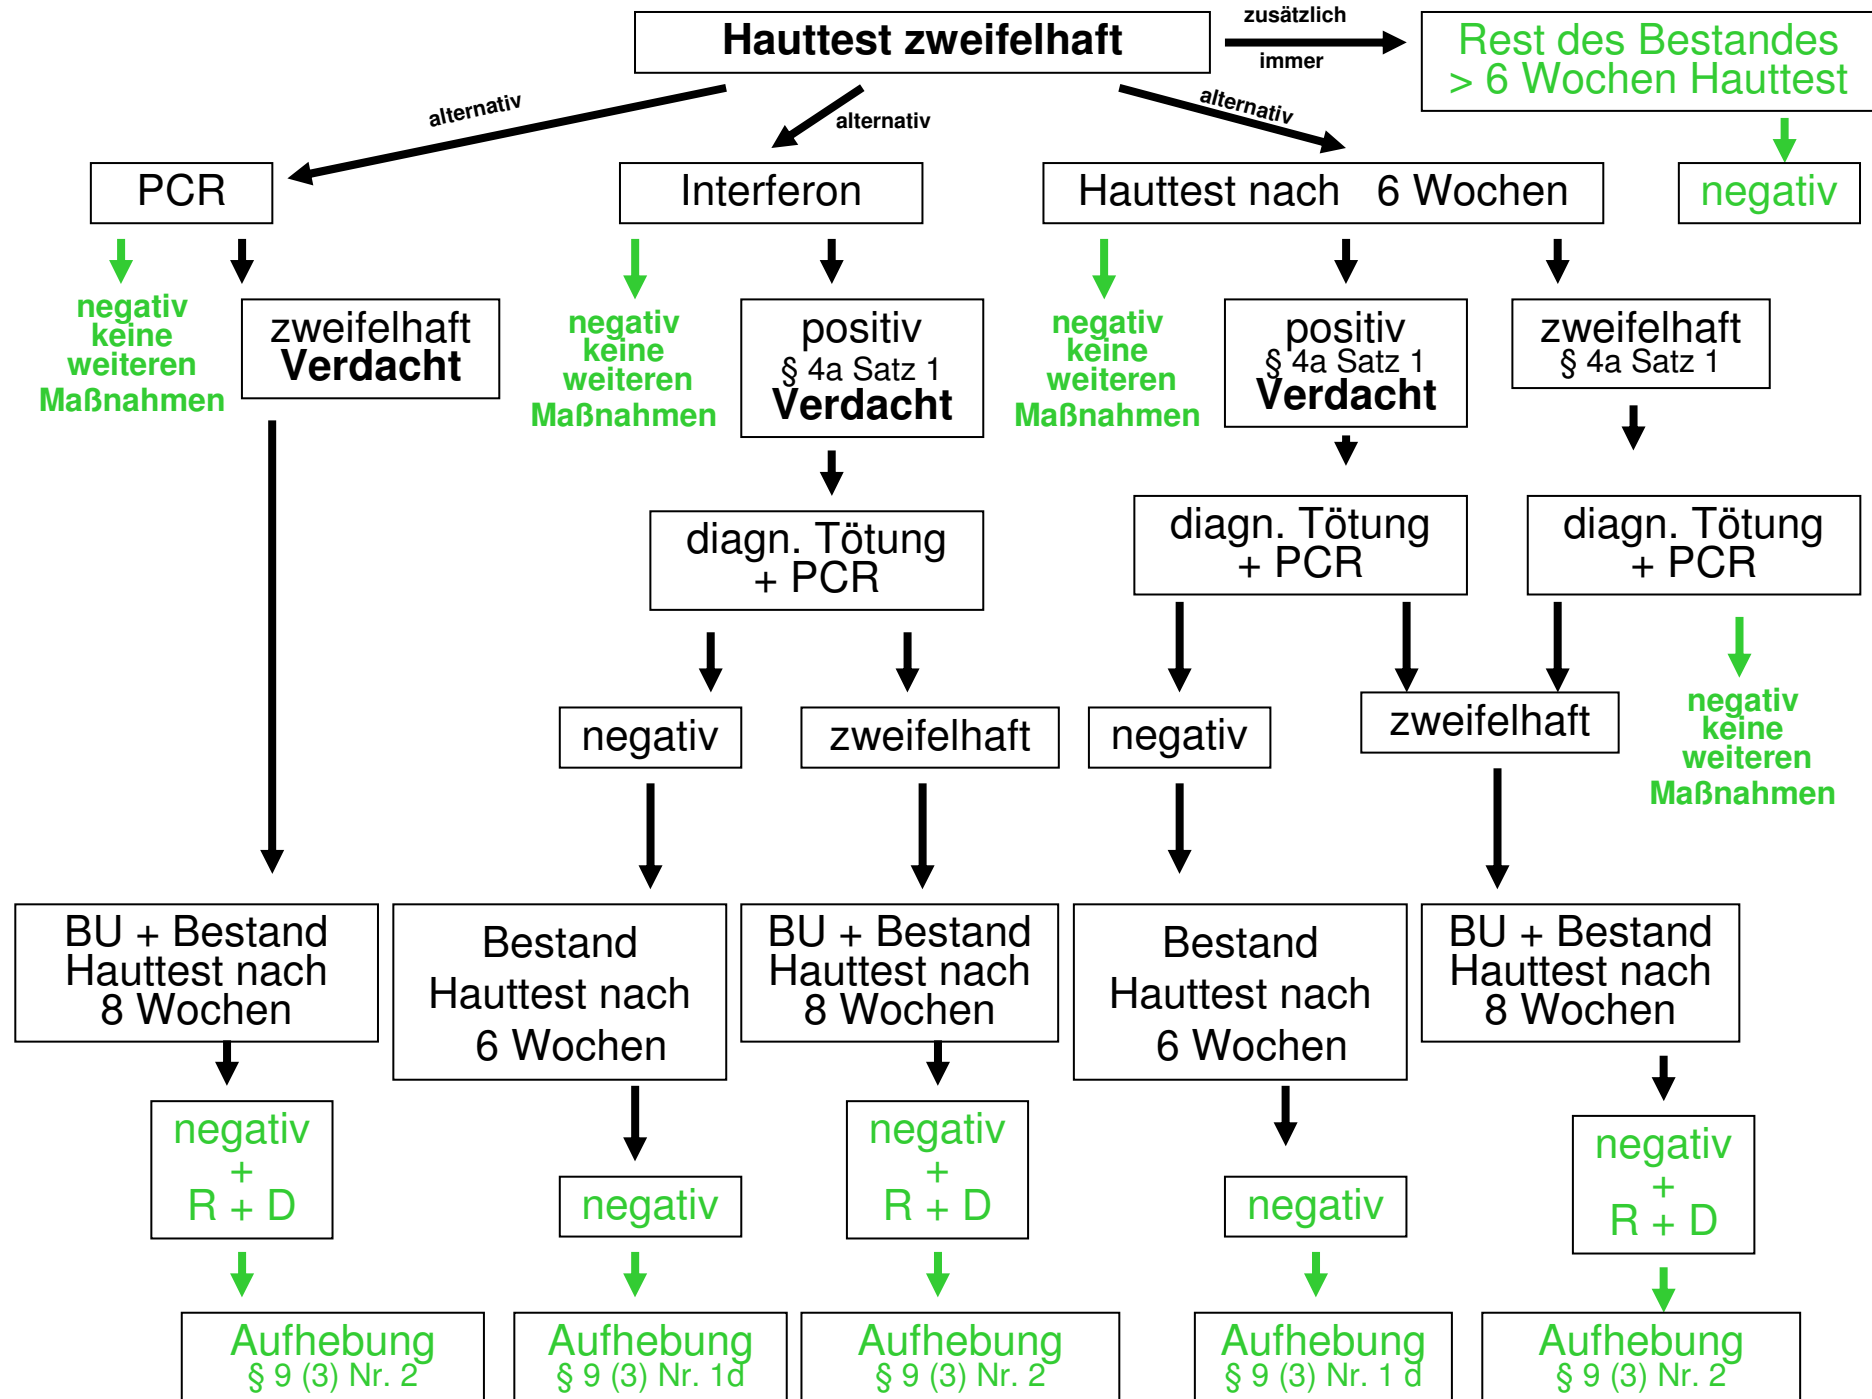 Hauttest zweifelhaft
zusätzlich
immer
Rest des Bestandes
> 6 Wochen Hauttest
alternativ
alternativ
alternativ
PCR
Interferon
Hauttest nach 6 Wochen
negativ
negativ
keine
weiteren
Maßnahmen
zweifelhaft
Verdacht
negativ
keine
weiteren
Maßnahmen
positiv
§ 4a Satz 1
Verdacht
negativ
keine
weiteren
Maßnahmen
positiv
§ 4a Satz 1
Verdacht
zweifelhaft
§ 4a Satz 1
diagn. Tötung
+ PCR
diagn. Tötung
+ PCR
diagn. Tötung
+ PCR
negativ
zweifelhaft
negativ
zweifelhaft
negativ
keine
weiteren
Maßnahmen
BU + Bestand
Hauttest nach
8 Wochen
Bestand
Hauttest nach
6 Wochen
BU + Bestand
Hauttest nach
8 Wochen
Bestand
Hauttest nach
6 Wochen
BU + Bestand
Hauttest nach
8 Wochen
negativ
+
R + D
negativ
negativ
+
R + D
negativ
negativ
+
R + D
Aufhebung
§ 9 (3) Nr. 2
Aufhebung
§ 9 (3) Nr. 1d
Aufhebung
§ 9 (3) Nr. 2
Aufhebung
§ 9 (3) Nr. 1 d
Aufhebung
§ 9 (3) Nr. 2